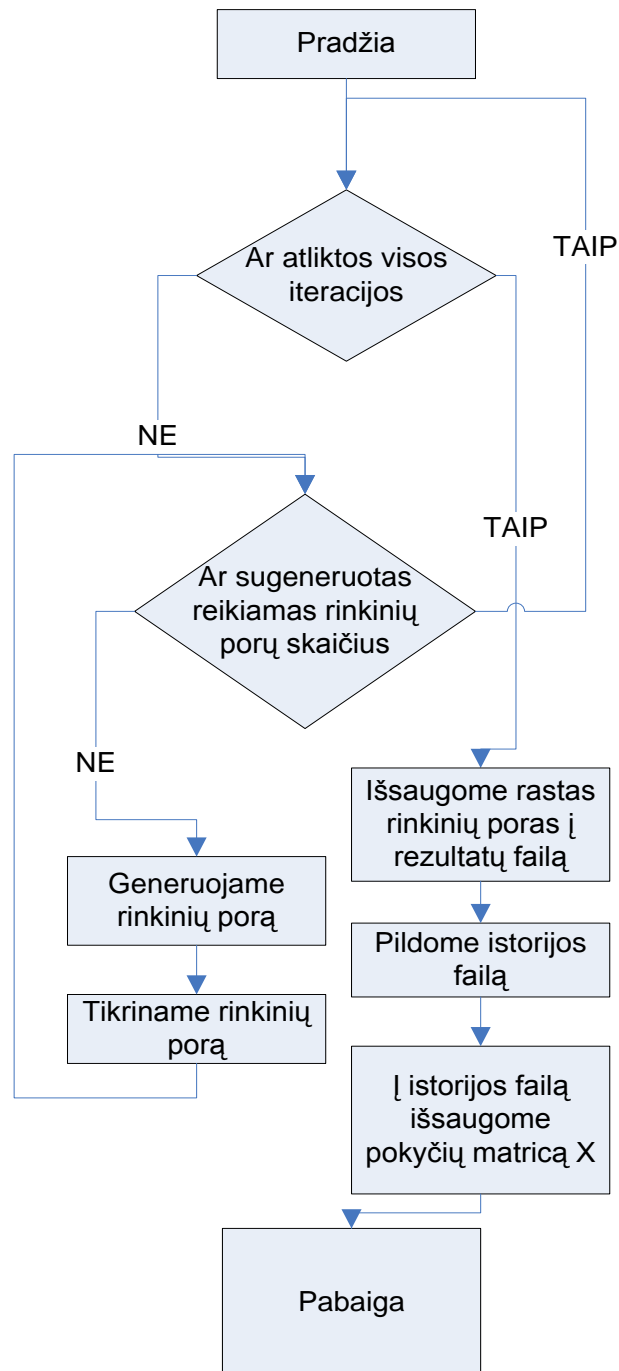 Pradžia
Ar atliktos visos
iteracijos
TAIP
NE
TAIP
Ar sugeneruotas
reikiamas rinkinių
porų skaičius
NE
Išsaugome rastas
rinkinių poras į
rezultatų failą
Generuojame
rinkinių porą
Pildome istorijos
failą
Tikriname rinkinių
porą
Į istorijos failą
išsaugome
pokyčių matricą X
Pabaiga